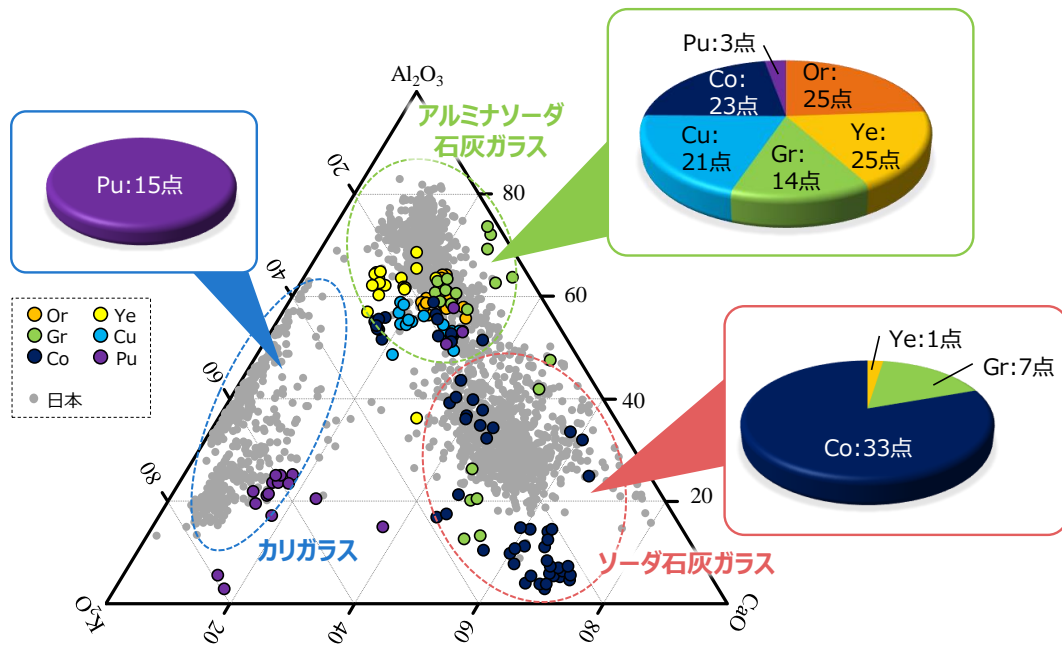 Pu:3点
Co:
23点
Or:
25点
Cu:
21点
Gr:
14点
Ye:
25点
Al₂O₃
アルミナソーダ
石灰ガラス
Pu:15点
20
80
40
60
Or
Ye
Gr
Cu
Co
Pu
日本
60
40
Ye:1点
Gr:7点
Co:33点
80
20
カリガラス
ソーダ石灰ガラス
K₂O
CaO
20
40
60
80